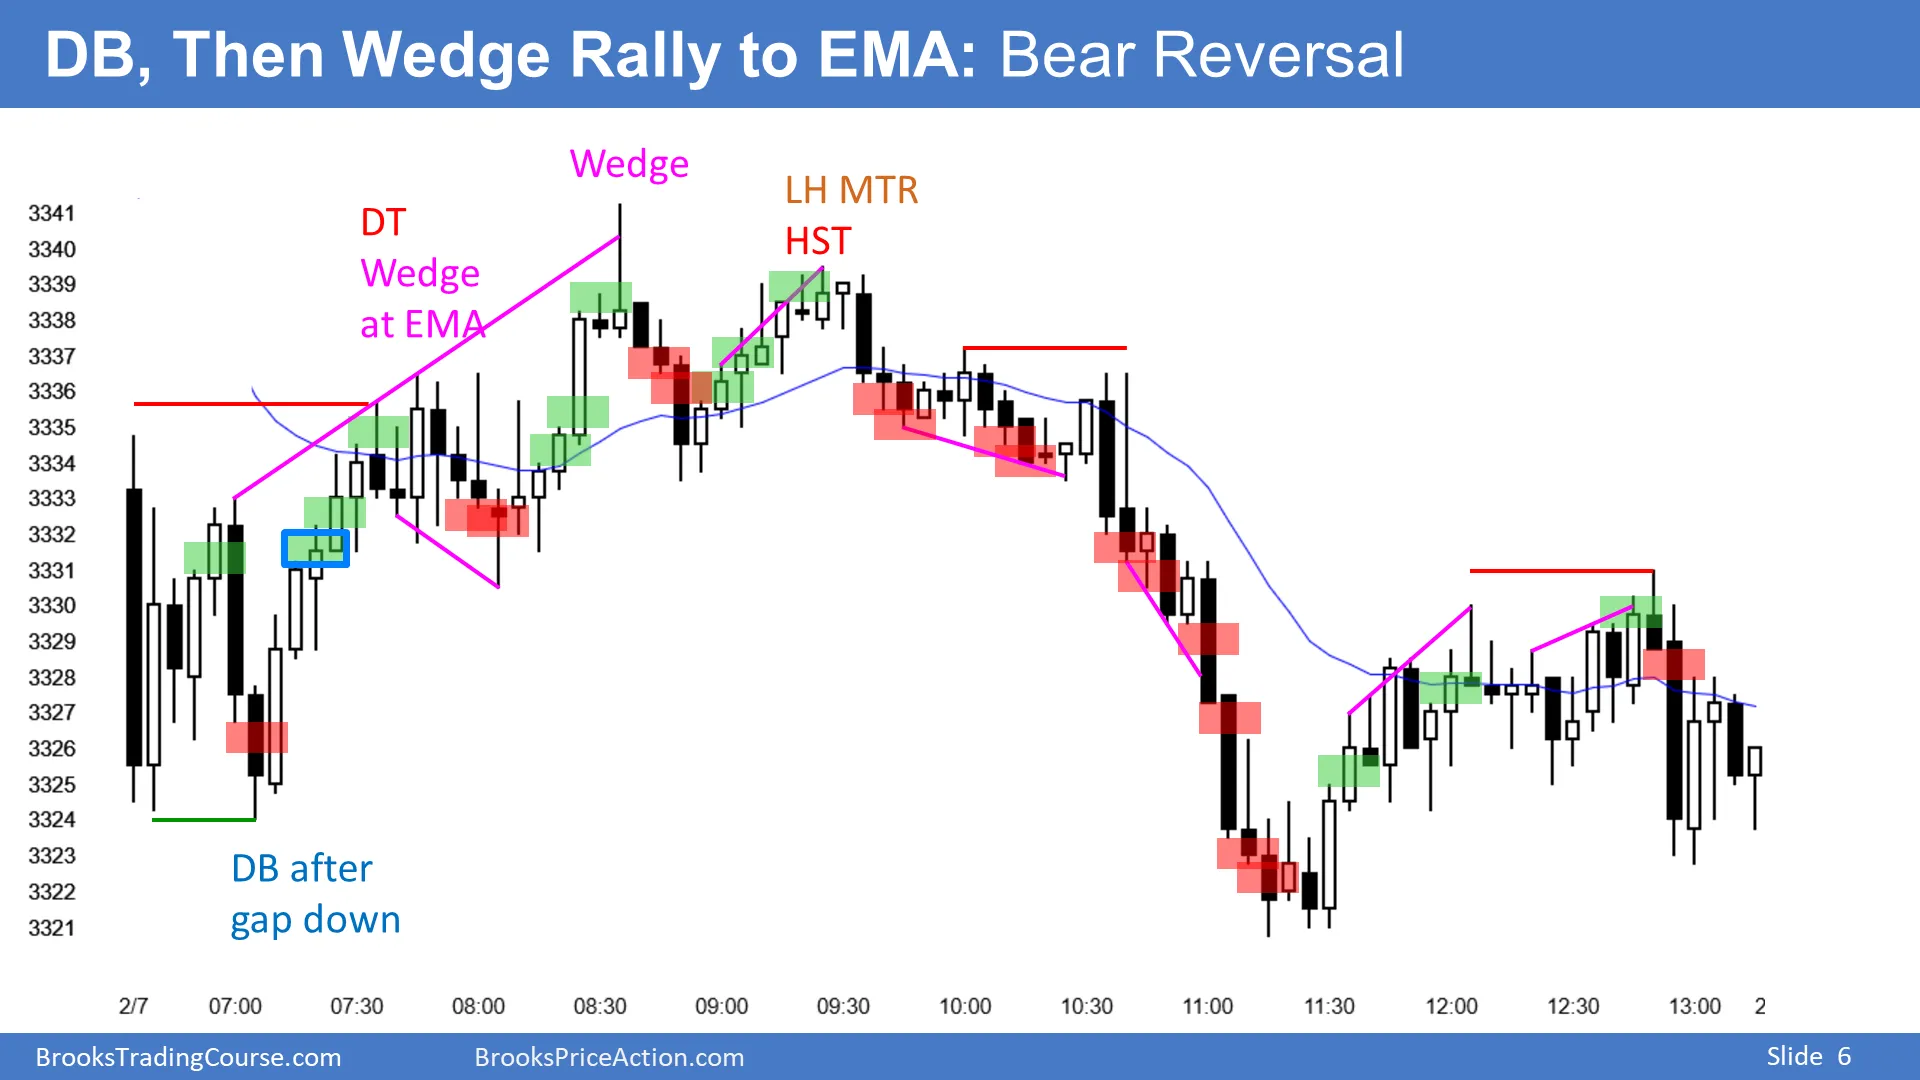 DB, Then Wedge Rally to EMA: Bear Reversal
Wedge
LH MTR
HST
DT
Wedge
at EMA
3341
3340
3339
3338
3337
3336
3335
3334
3333
3332
3331
3330
3329
3328
3327
3326
3325
3324
3323
3322
3321
DB after
gap down
2/7 07:00 07:30 08:00 08:30 09:00 09:30 10:00 10:30 11:00 11:30 12:00 12:30 13:00 2
BrooksTradingCourse.com BrooksPriceAction.com Slide 6